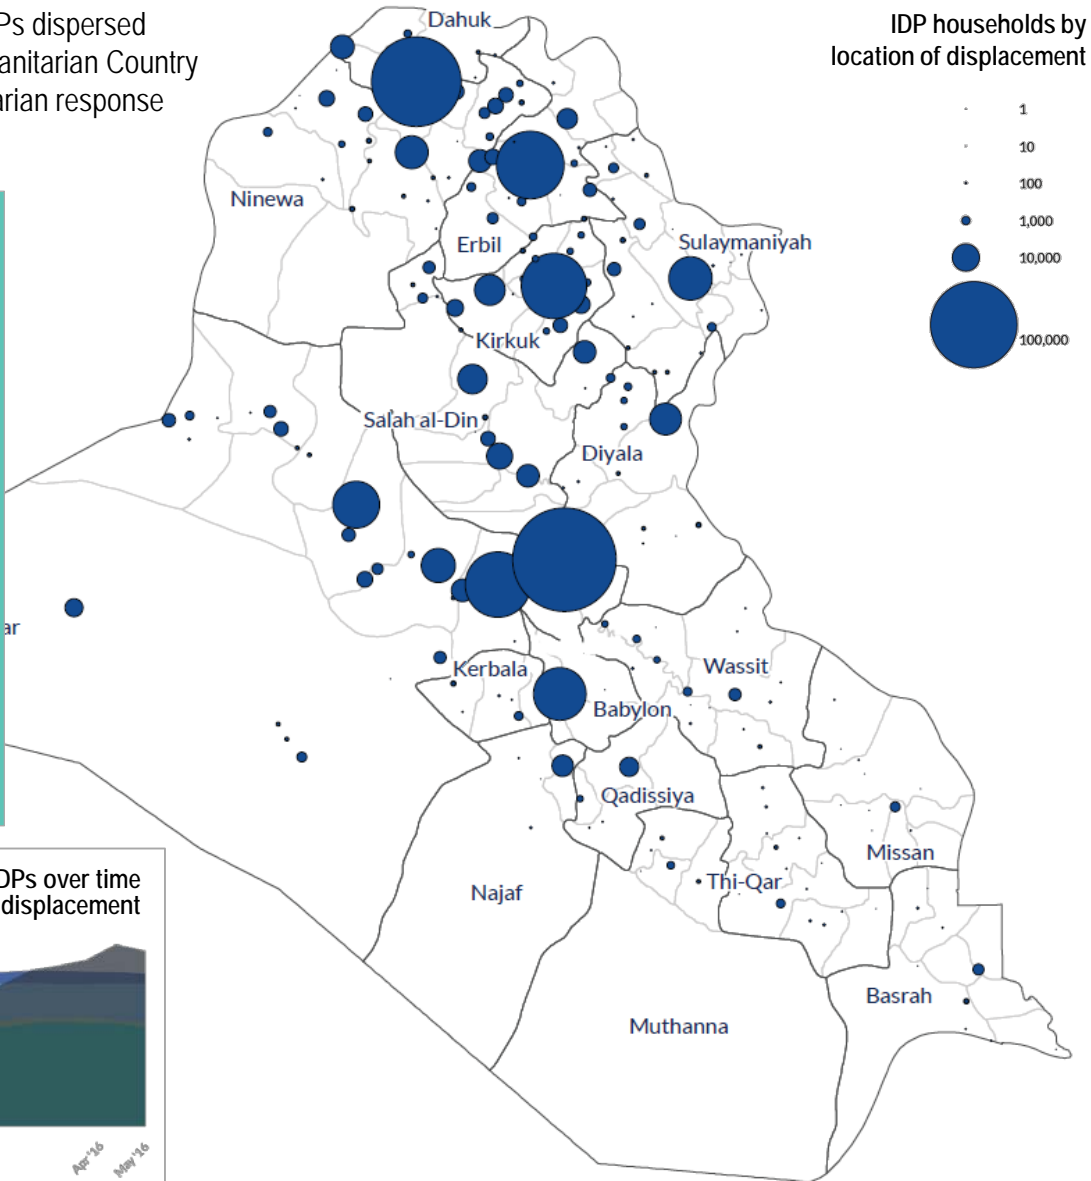 Ps dispersed
anitarian Country
arian response
IDP households by
location of displacement
1
10
100
1,000
10,000
100,000
Dahuk
Ninewa
Erbil
Sulaymaniyah
Kirkuk
Salah al-Din
Diyala
ar
Kerbala
Wassit
Babylon
Qadissiya
Missan
Najaf
Thi-Qar
Basrah
Muthanna
DPs over time
displacement
Apr '16
May '16